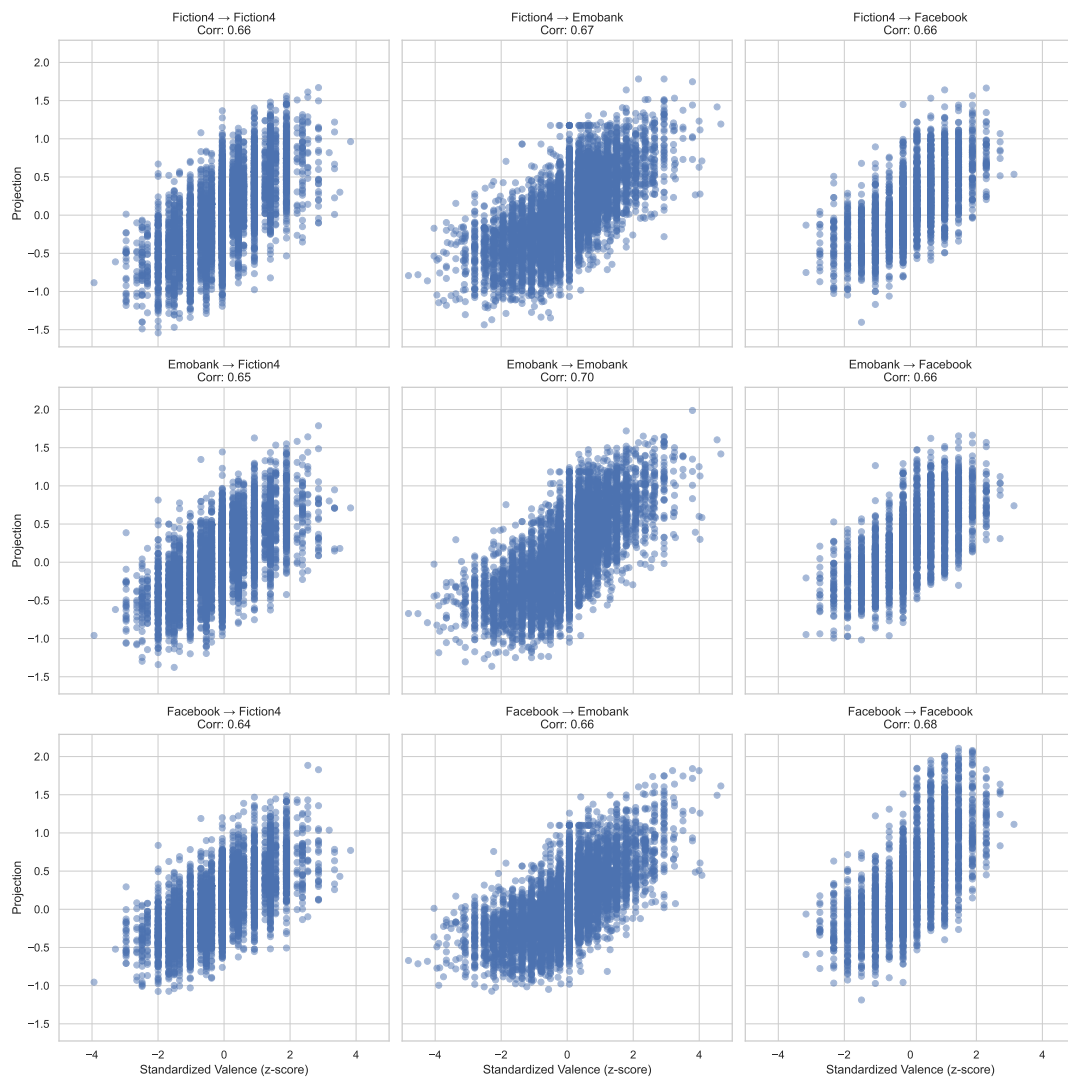 Fiction4 → Fiction4
Corr: 0.66
Fiction4 → Emobank
Corr: 0.67
Fiction4 → Facebook
Corr: 0.66
2.0
1.5
1.0
0.5
0.0
−0.5
−1.0
−1.5
Projection
Emobank → Fiction4
Corr: 0.65
Emobank → Emobank
Corr: 0.70
Emobank → Facebook
Corr: 0.66
2.0
1.5
1.0
0.5
0.0
−0.5
−1.0
−1.5
Projection
Facebook → Fiction4
Corr: 0.64
Facebook → Emobank
Corr: 0.66
Facebook → Facebook
Corr: 0.68
2.0
1.5
1.0
0.5
0.0
−0.5
−1.0
−1.5
Projection
−4 −2 0 2 4
Standardized Valence (z-score)
−4 −2 0 2 4
Standardized Valence (z-score)
−4 −2 0 2 4
Standardized Valence (z-score)